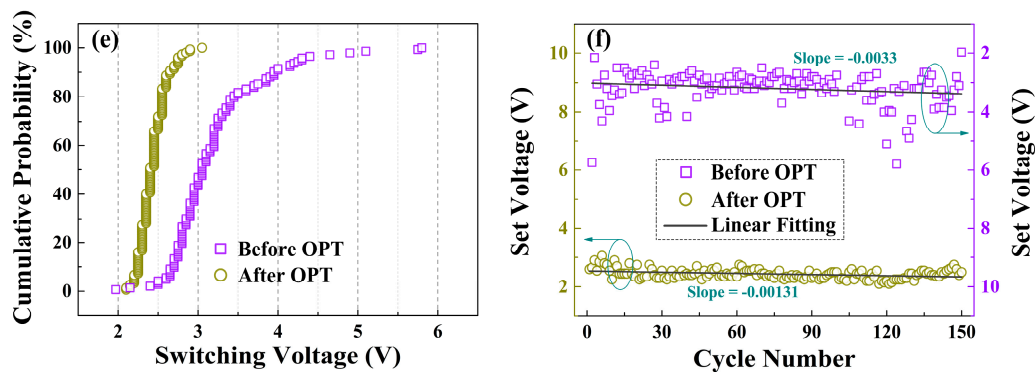 (e)
Cumulative Probability (%)
100
80
60
40
20
0
Before OPT
After OPT
2
3
4
5
6
Switching Voltage (V)
(f)
Set Voltage (V)
10
8
6
4
2
Slope = -0.0033
Before OPT
After OPT
Linear Fitting
Slope = -0.00131
0
30
60
90
120
150
Cycle Number
2
4
6
8
10
Set Voltage (V)